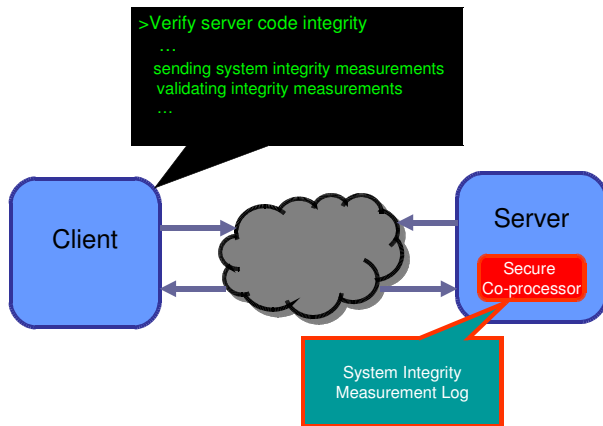 >Verify server code integrity
...
sending system integrity measurements
validating integrity measurements
...
Client
Server
Secure
Co-processor
System Integrity
Measurement Log